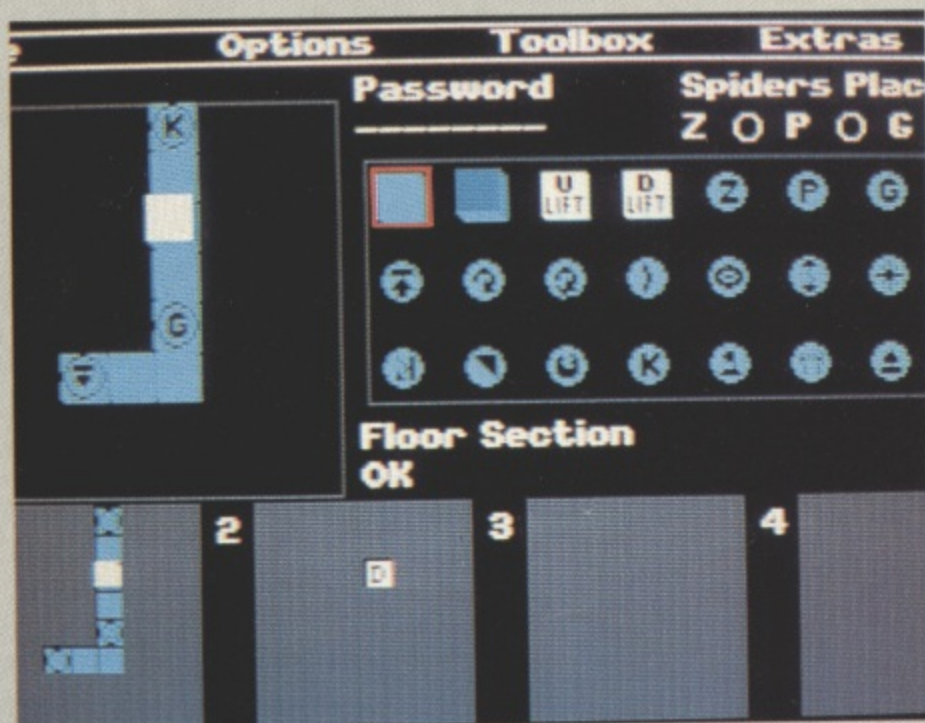 e Options Toolbox Extras
Password
Spiders Plac
---------
Z O P O G
K
U LIFT D LIFT Z P G
G
K
Floor Section
OK
2 3 4
D